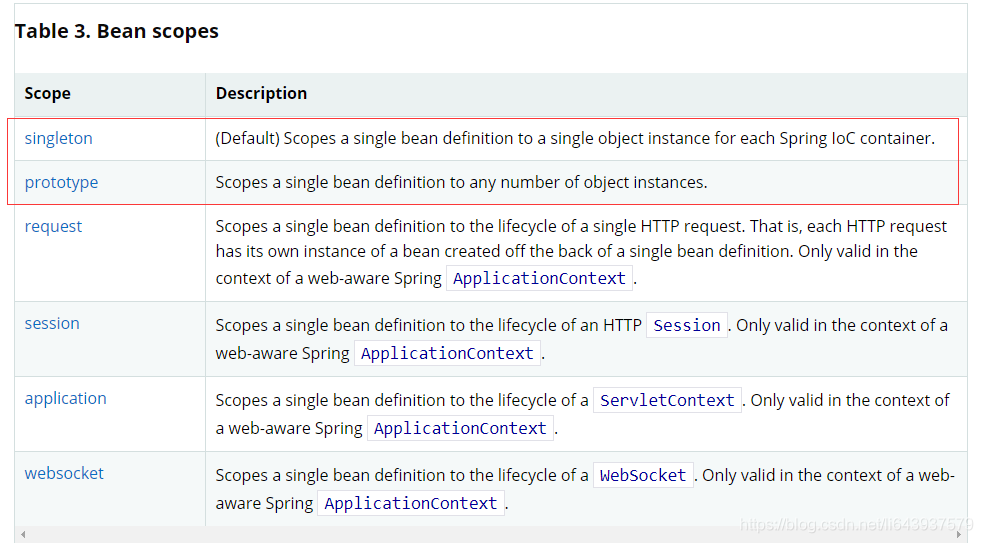 Table 3. Bean scopes
Scope Description
singleton (Default) Scopes a single bean definition to a single object instance for each Spring IoC container.
prototype Scopes a single bean definition to any number of object instances.
request Scopes a single bean definition to the lifecycle of a single HTTP request. That is, each HTTP request
has its own instance of a bean created off the back of a single bean definition. Only valid in the
context of a web-aware Spring ApplicationContext.
session Scopes a single bean definition to the lifecycle of an HTTP Session. Only valid in the context of a
web-aware Spring ApplicationContext.
application Scopes a single bean definition to the lifecycle of a ServletContext. Only valid in the context of
a web-aware Spring ApplicationContext.
websocket Scopes a single bean definition to the lifecycle of a WebSocket. Only valid in the context of a web-
aware Spring ApplicationContext.
https://blog.csdn.net/li643937579